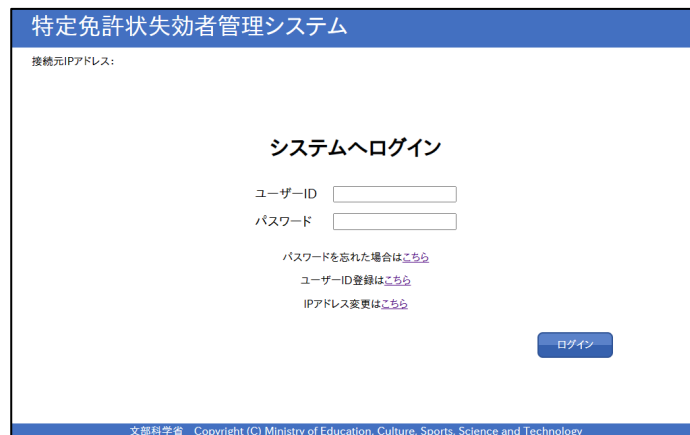 特定免許状失効者管理システム
接続元IPアドレス：
システムへログイン
ユーザーID
パスワード
パスワードを忘れた場合はこちら
ユーザーID登録はこちら
IPアドレス変更はこちら
ログイン
文部科学省　Copyright (C) Ministry of Education, Culture, Sports, Science and Technology